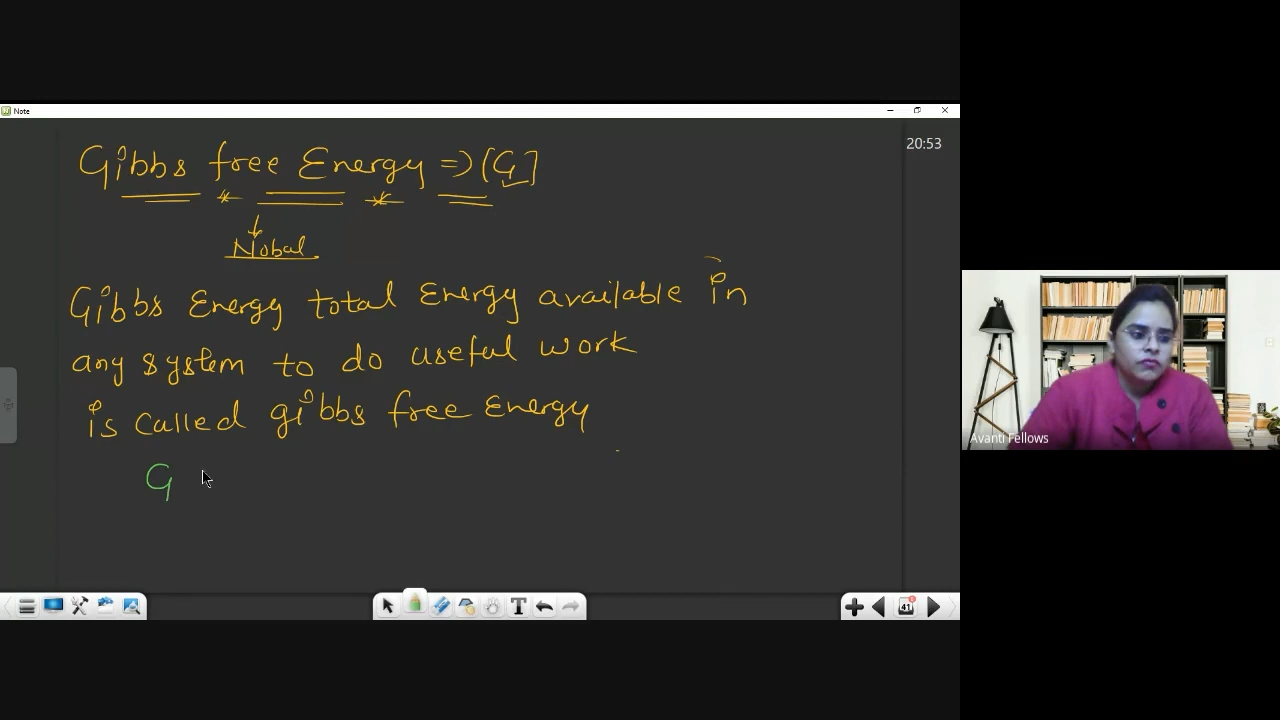 Note
Gibbs free Energy => [G]
Nobal
20:53
Gibbs Energy total Energy available in
any system to do useful work
is called gibbs free Energy
G
Avanti Fellows
T
41